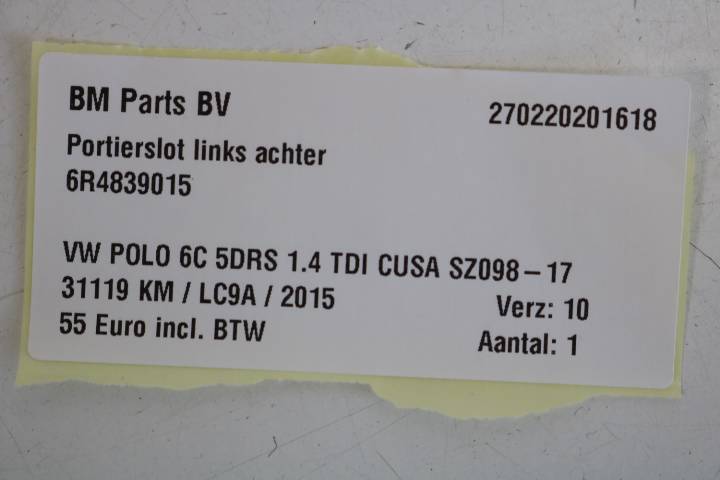 BM Parts BV
270220201618
Portierslot links achter
6R4839015
VW POLO 6C 5DRS 1.4 TDI CUSA SZ098-17
31119 KM / LC9A / 2015
Verz: 10
55 Euro incl. BTW
Aantal: 1